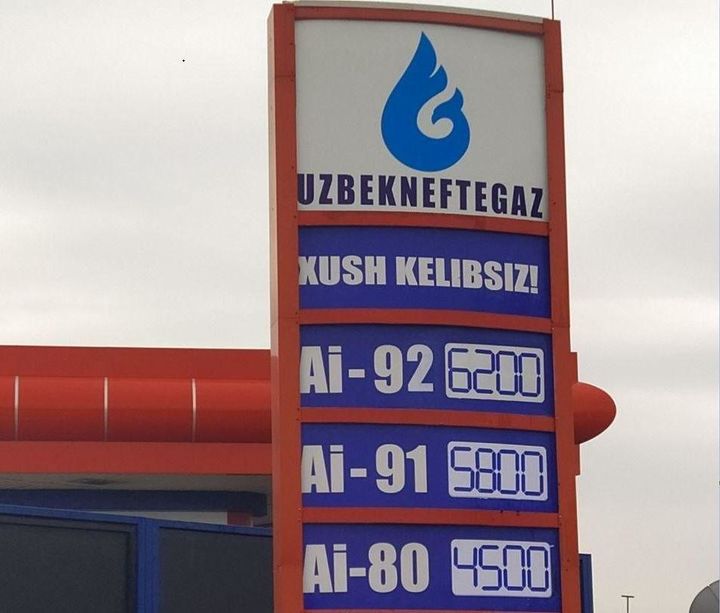 UZBEKNEFTEGAZ
XUSH KELIBSIZ!
Ai-92 6200
Ai-91 5800
Ai-80 4500